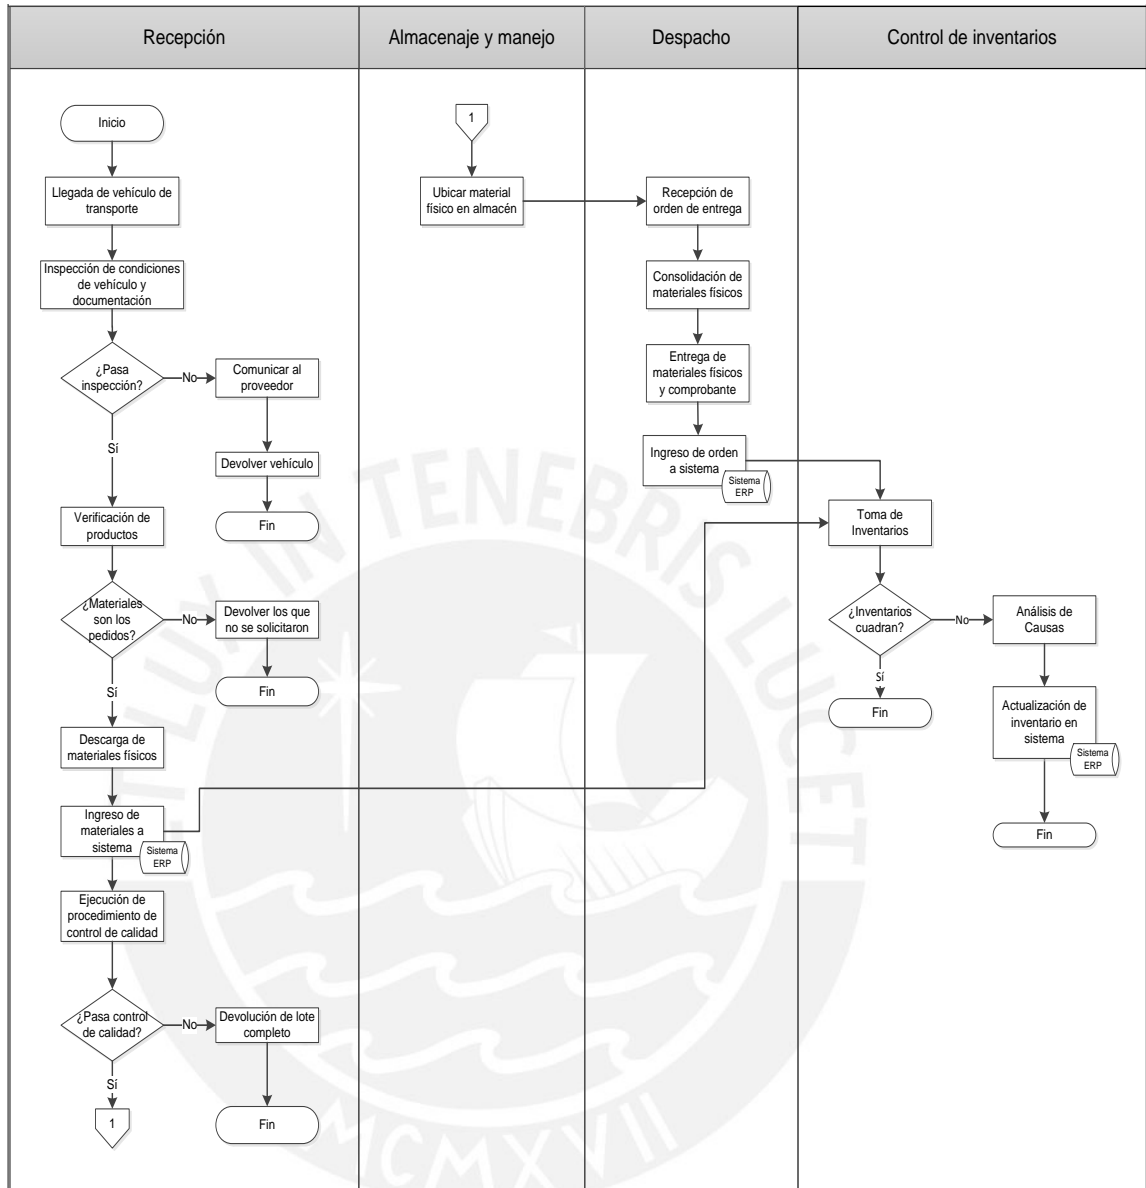 Recepción
Almacenaje y manejo
Despacho
Control de inventarios
Inicio
Llegada de vehículo de
transporte
Inspección de condiciones
de vehículo y
documentación
¿Pasa
inspección?
No
Comunicar al
proveedor
Sí
Devolver vehículo
Fin
Verificación de
productos
¿Materiales
son los
pedidos?
No
Devolver los que
no se solicitaron
Fin
Sí
Descarga de
materiales físicos
Ingreso de
materiales a
sistema
Sistema
ERP
Ejecución de
procedimiento de
control de calidad
¿Pasa control
de calidad?
No
Devolución de lote
completo
Sí
1
Fin
1
Ubicar material
físico en almacén
Recepción de
orden de entrega
Consolidación de
materiales físicos
Entrega de
materiales físicos
y comprobante
Ingreso de orden
a sistema
Sistema
ERP
Toma de
Inventarios
¿Inventarios
cuadran?
No
Análisis de
Causas
Sí
Fin
Actualización de
inventario en
sistema
Sistema
ERP
Fin
ET LUX IN TENEBRIS LUCET
MCMXVII